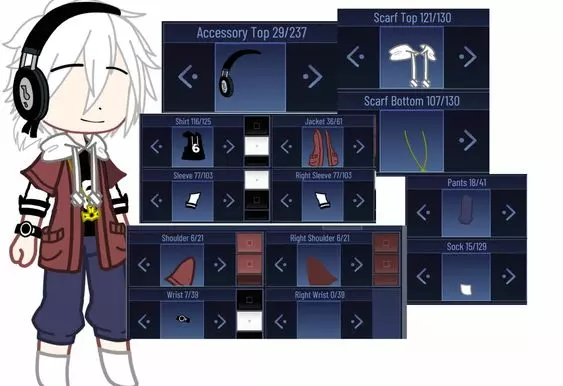 Accessory Top 29/237
Scarf Top 121/130
Scarf Bottom 107/130
Shirt 116/125
Jacket 36/61
Sleeve 77/103
Right Sleeve 77/103
Pants 18/41
Sock 15/129
Shoulder 6/21
Right Shoulder 6/21
Wrist 7/39
Right Wrist 0/39
6